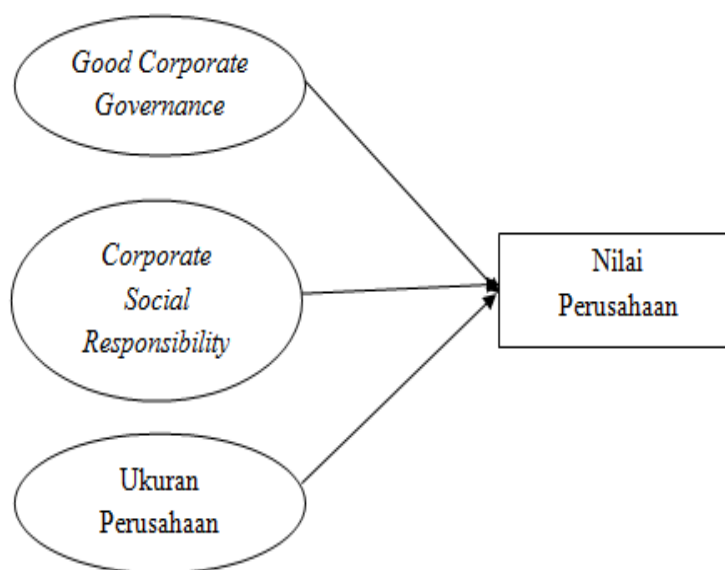 Good Corporate
Governance
Corporate
Social
Responsibility
Ukuran
Perusahaan
Nilai
Perusahaan